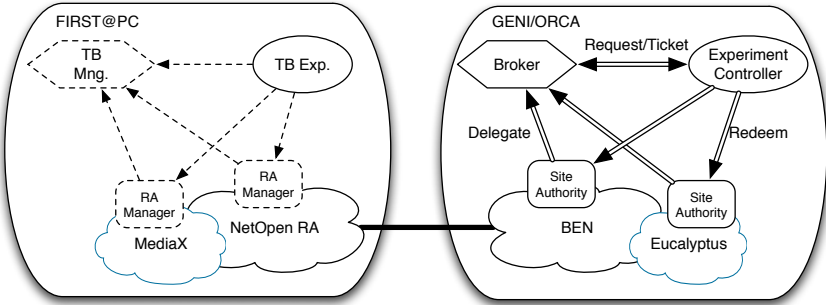 FIRST@PC
TB
Mng.
TB Exp.
RA
Manager
RA
Manager
NetOpen RA
MediaX
GENI/ORCA
Request/Ticket
Broker
Experiment
Controller
Delegate
Redeem
Site
Authority
Site
Authority
BEN
Eucalyptus